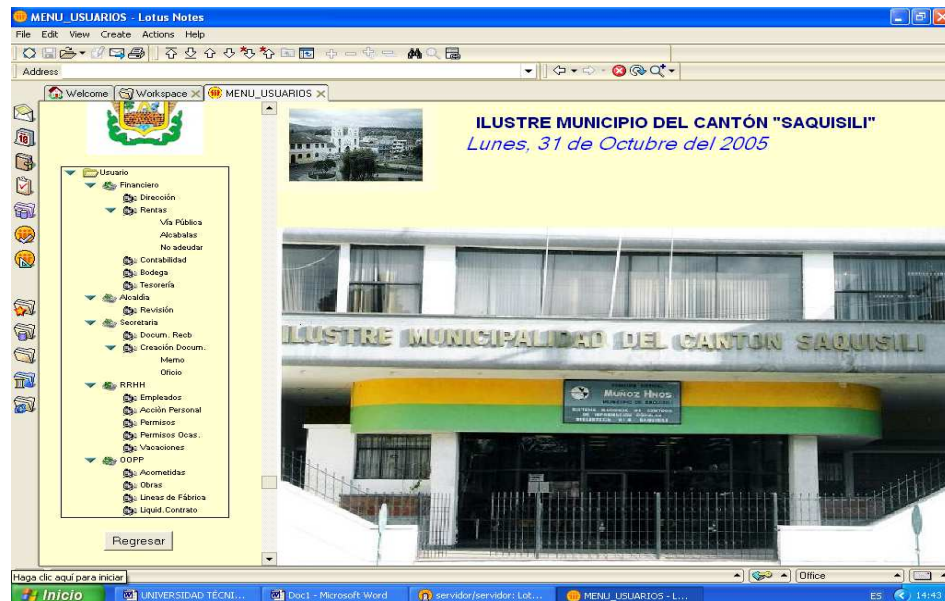 MENU_USUARIOS - Lotus Notes
File Edit View Create Actions Help
Address
Welcome Workspace MENU_USUARIOS
ILUSTRE MUNICIPIO DEL CANTÓN "SAQUISILI"
Lunes, 31 de Octubre del 2005
Usuario
Financiero
Dirección
Rentas
Vía Pública
Alcabalas
No adeudar
Contabilidad
Bodega
Tesorería
Alcaldía
Revisión
Secretaria
Docum. Recb
Creación Docum.
Memo
Oficio
RRHH
Empleados
Acción Personal
Permisos
Permisos Ocas.
Vacaciones
OOPP
Acometidas
Obras
Lineas de Fábrica
Liquid.Contrato
Regresar
ILUSTRE MUNICIPALIDAD DEL CANTON SAQUISILI
MUÑOZ HNOS
Haga clic aquí para iniciar
Office
Inicio
UNIVERSIDAD TÉCNI...
Doc1 - Microsoft Word
servidor/servidor: Lot...
MENU_USUARIOS - L...
ES
14:43